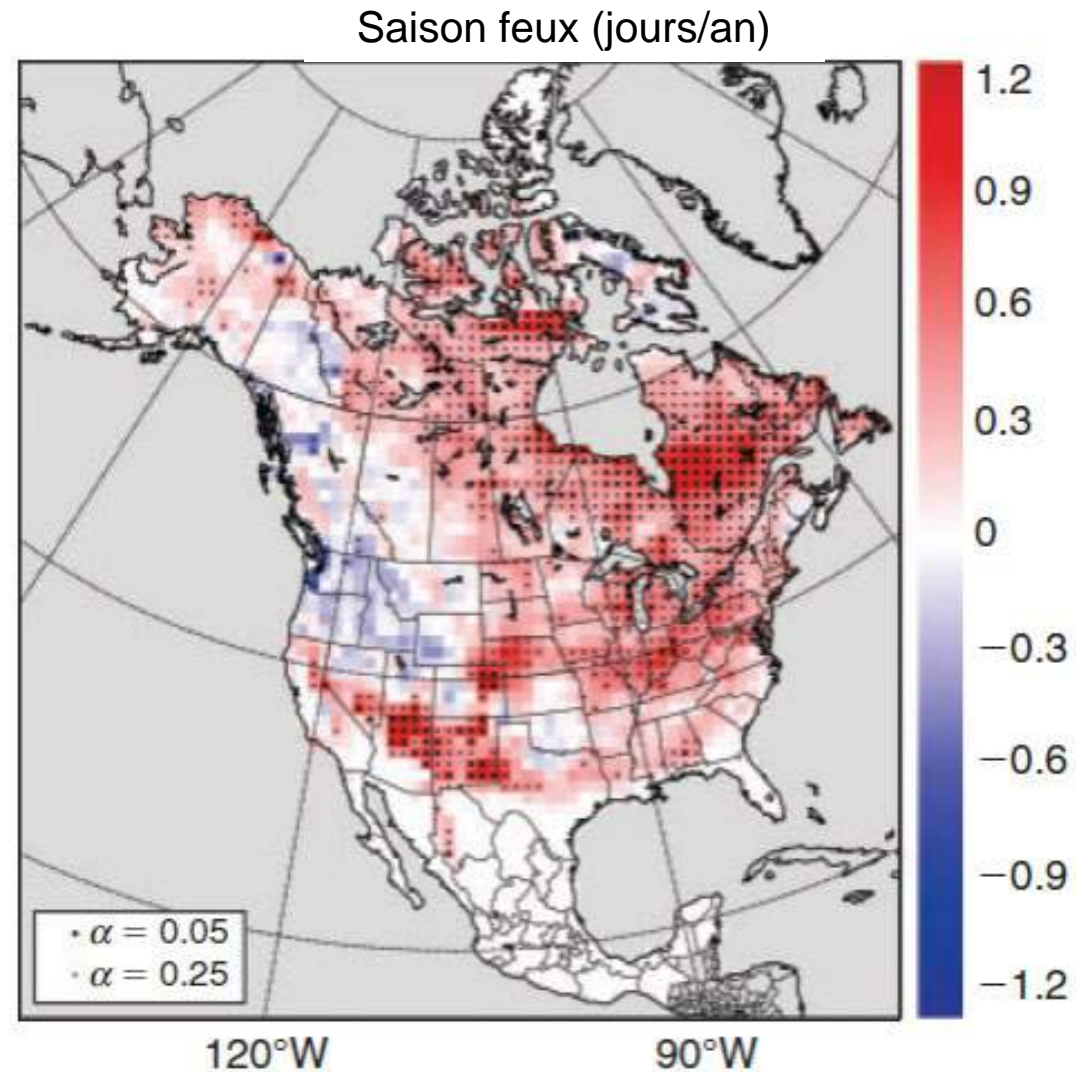 Saison feux (jours/an)
1.2
0.9
0.6
0.3
0
−0.3
−0.6
−0.9
−1.2
· α = 0.05
· α = 0.25
120°W
90°W